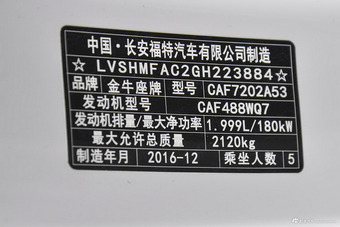 中国·长安福特汽车有限公司制造
☆LVSHMFAC2GH223884☆
品牌 金牛座牌 型号 CAF7202A53
发动机型号 CAF488WQ7
发动机排量/最大净功率 1.999L/180kW
最大允许总质量 2120kg
制造年月 2016-12 乘坐人数 5